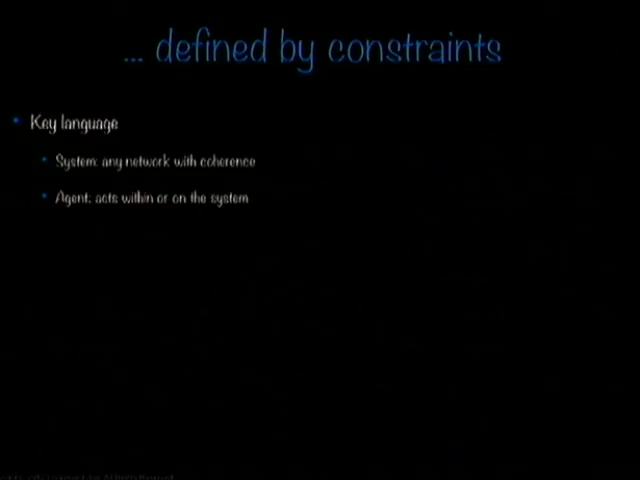 ... defined by constraints
• Key language
• System: any network with coherence
• Agent: acts within or on the system